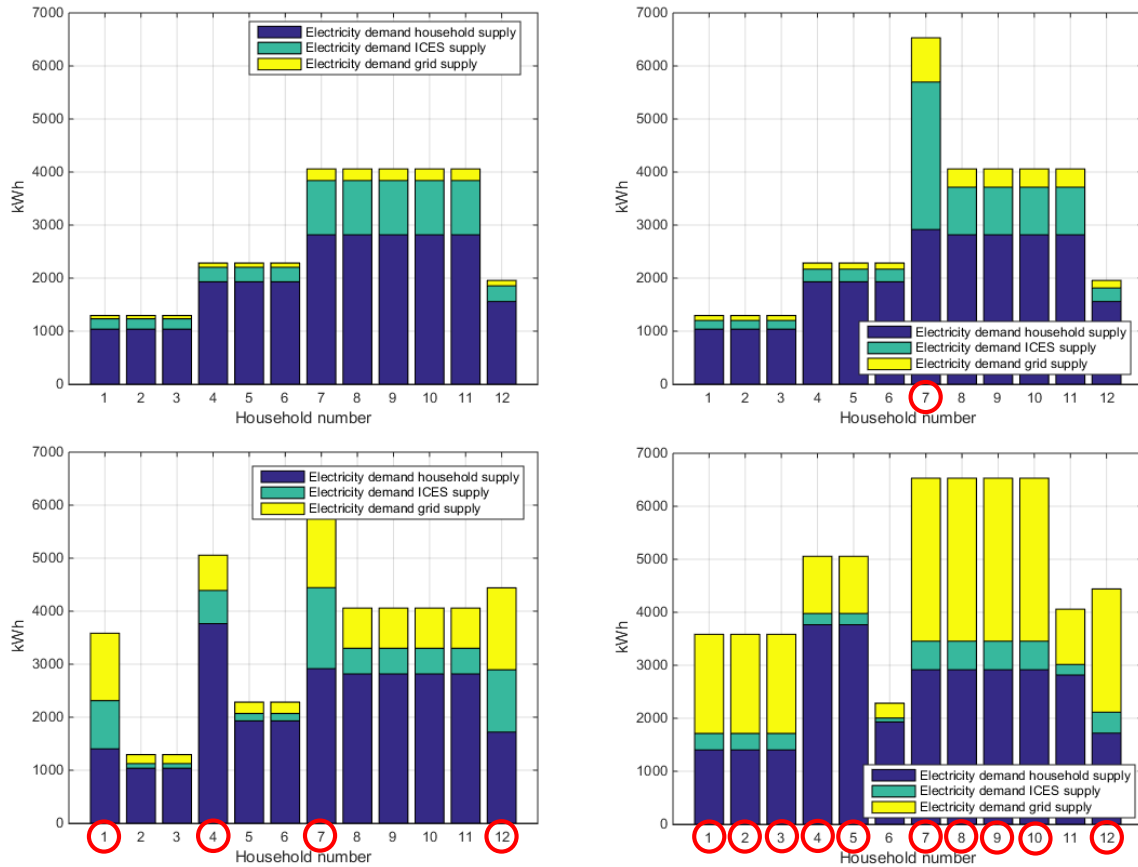 7000
6000
5000
4000
3000
2000
1000
0
kWh
Electricity demand household supply
Electricity demand ICES supply
Electricity demand grid supply
1 2 3 4 5 6 7 8 9 10 11 12
Household number
7000
6000
5000
4000
3000
2000
1000
0
kWh
Electricity demand household supply
Electricity demand ICES supply
Electricity demand grid supply
1 2 3 4 5 6 7 8 9 10 11 12
Household number
7000
6000
5000
4000
3000
2000
1000
0
kWh
Electricity demand household supply
Electricity demand ICES supply
Electricity demand grid supply
1 2 3 4 5 6 7 8 9 10 11 12
Household number
7000
6000
5000
4000
3000
2000
1000
0
kWh
Electricity demand household supply
Electricity demand ICES supply
Electricity demand grid supply
1 2 3 4 5 6 7 8 9 10 11 12
Household number